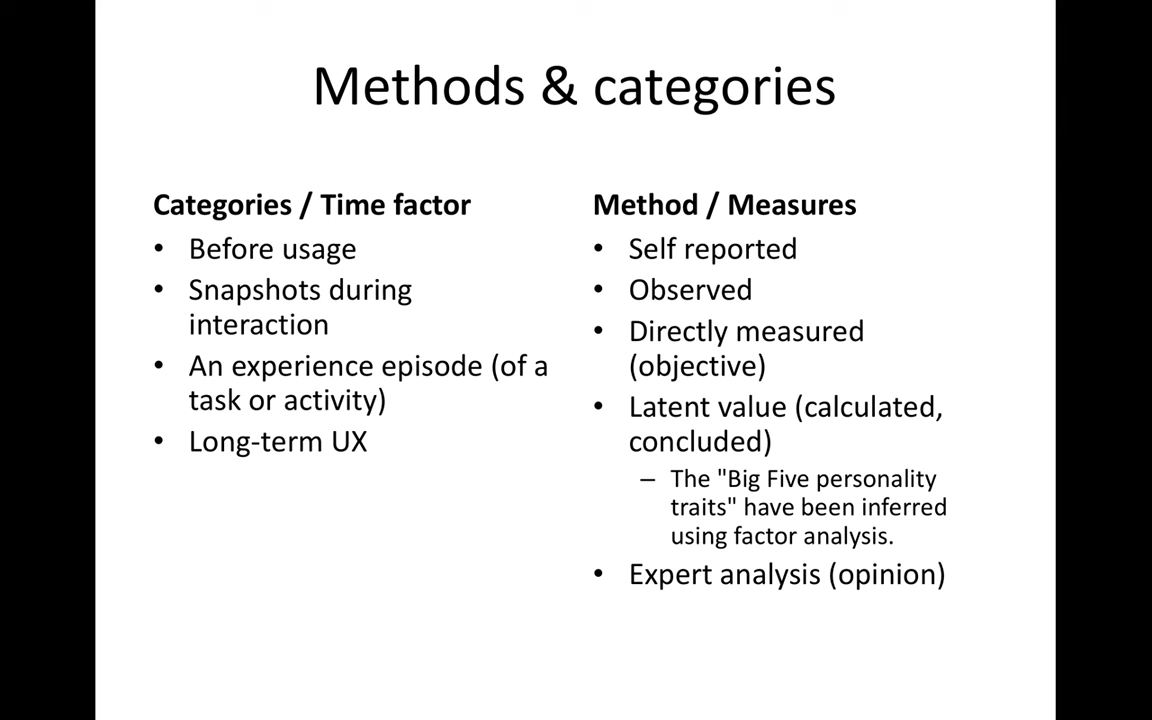 Methods & categories
Categories / Time factor
• Before usage
• Snapshots during
interaction
• An experience episode (of a
task or activity)
• Long-term UX
Method / Measures
• Self reported
• Observed
• Directly measured
(objective)
• Latent value (calculated,
concluded)
– The "Big Five personality
traits" have been inferred
using factor analysis.
• Expert analysis (opinion)